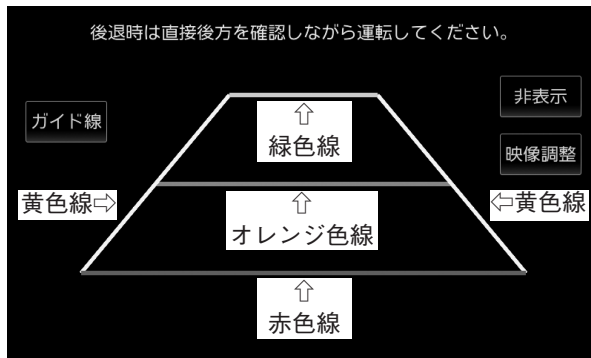 後退時は直接後方を確認しながら運転してください。
ガイド線
非表示
映像調整
⇧
緑色線
黄色線⇨
⇦黄色線
⇧
オレンジ色線
⇧
赤色線